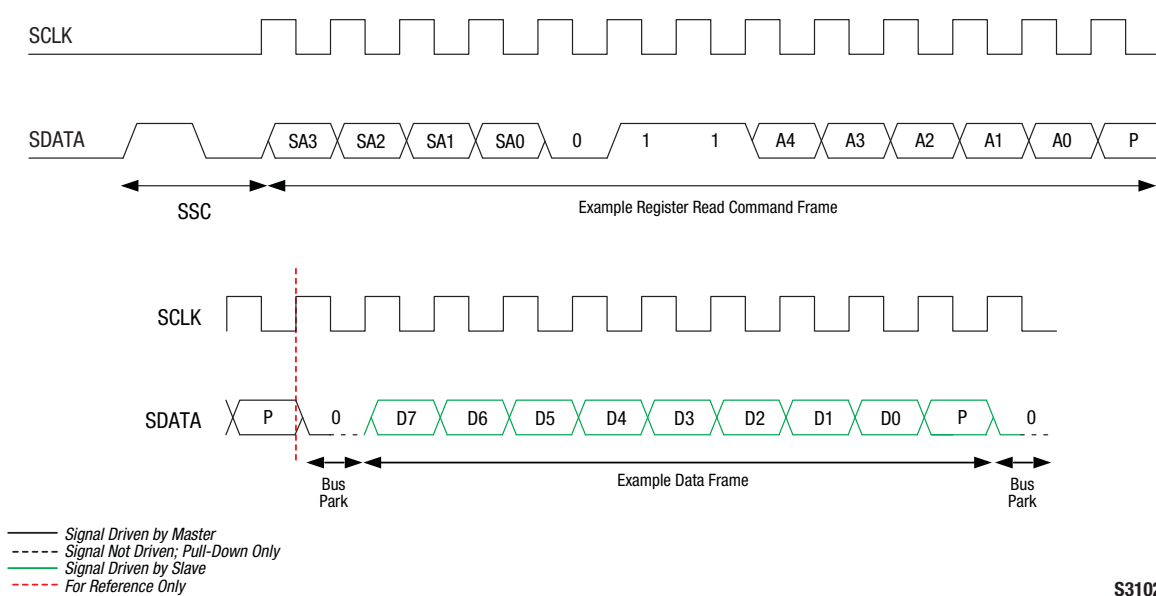 SCLK
SDATA SA3 SA2 SA1 SA0 0 1 1 A4 A3 A2 A1 A0 P
SSC
Example Register Read Command Frame
SCLK
SDATA P 0 D7 D6 D5 D4 D3 D2 D1 D0 P 0
Bus Park
Example Data Frame
Bus Park
Signal Driven by Master
Signal Not Driven; Pull-Down Only
Signal Driven by Slave
For Reference Only
S3102